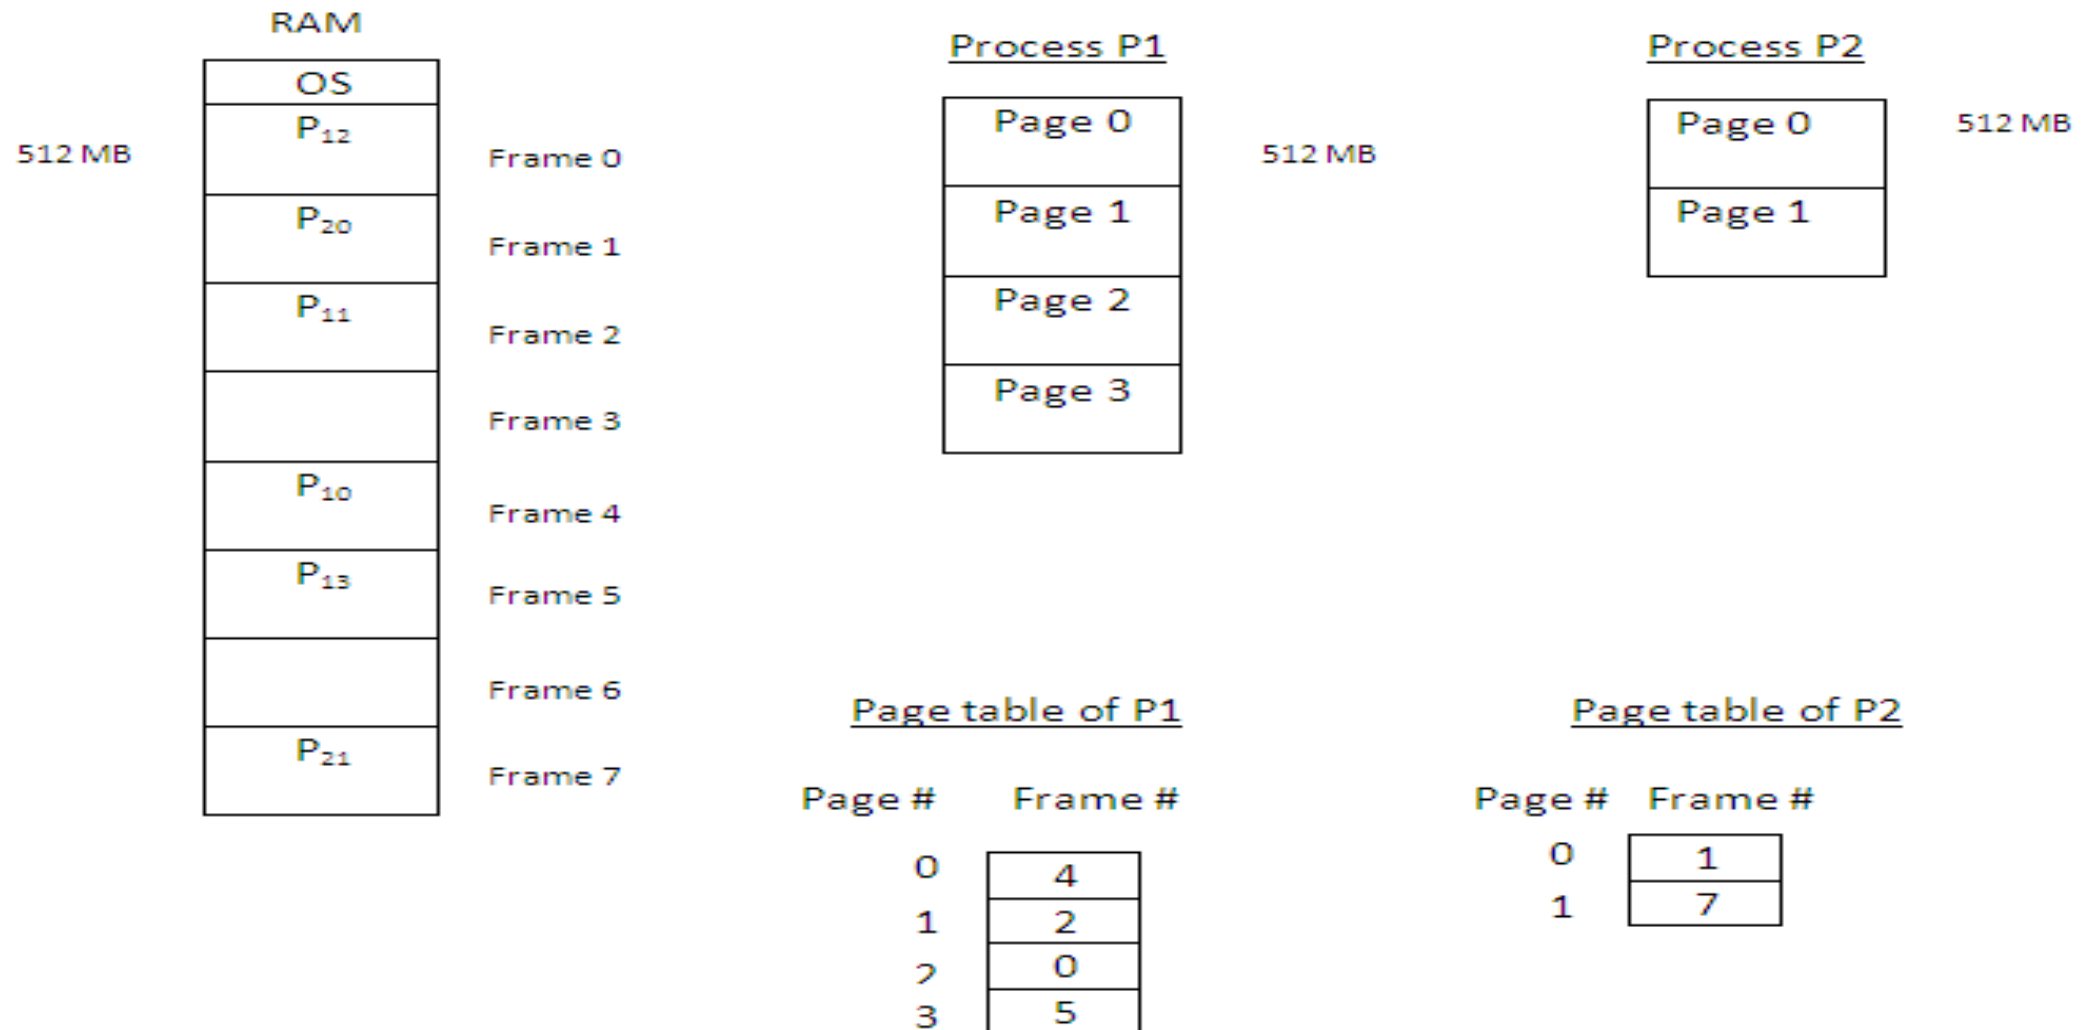 RAM
OS
512 MB
P₁₂
Frame 0
P₂₀
Frame 1
P₁₁
Frame 2
Frame 3
P₁₀
Frame 4
P₁₃
Frame 5
Frame 6
P₂₁
Frame 7
Process P1
Page 0
512 MB
Page 1
Page 2
Page 3
Process P2
Page 0
512 MB
Page 1
Page table of P1
Page # Frame #
0 4
1 2
2 0
3 5
Page table of P2
Page # Frame #
0 1
1 7